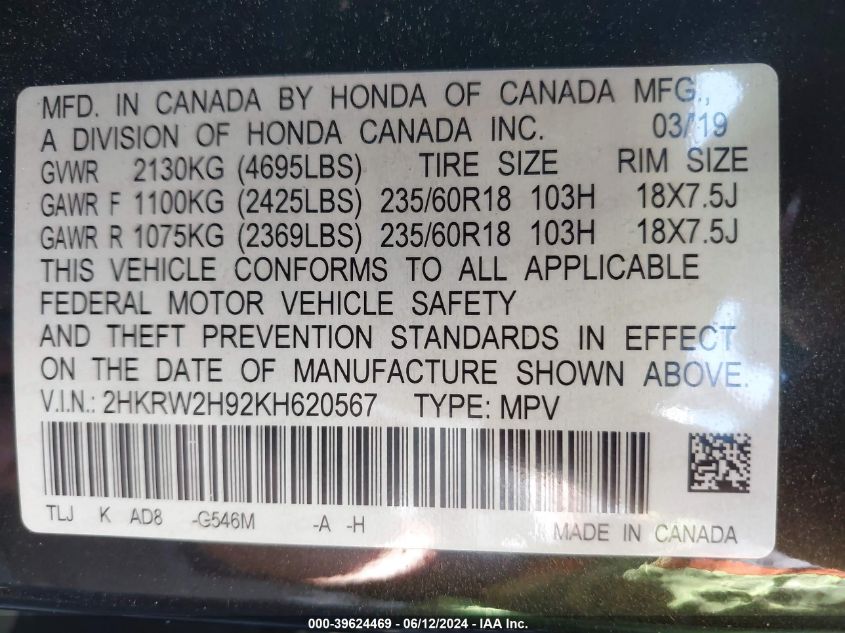 MFD. IN CANADA BY HONDA OF CANADA MFG.,
A DIVISION OF HONDA CANADA INC. 03/19
GVWR 2130KG (4695LBS) TIRE SIZE RIM SIZE
GAWR F 1100KG (2425LBS) 235/60R18 103H 18X7.5J
GAWR R 1075KG (2369LBS) 235/60R18 103H 18X7.5J
THIS VEHICLE CONFORMS TO ALL APPLICABLE
FEDERAL MOTOR VEHICLE SAFETY
AND THEFT PREVENTION STANDARDS IN EFFECT
ON THE DATE OF MANUFACTURE SHOWN ABOVE.
V.I.N.: 2HKRW2H92KH620567 TYPE: MPV
TLJ K AD8 -G546M -A -H
MADE IN CANADA
000-39624469 - 06/12/2024 - IAA Inc.